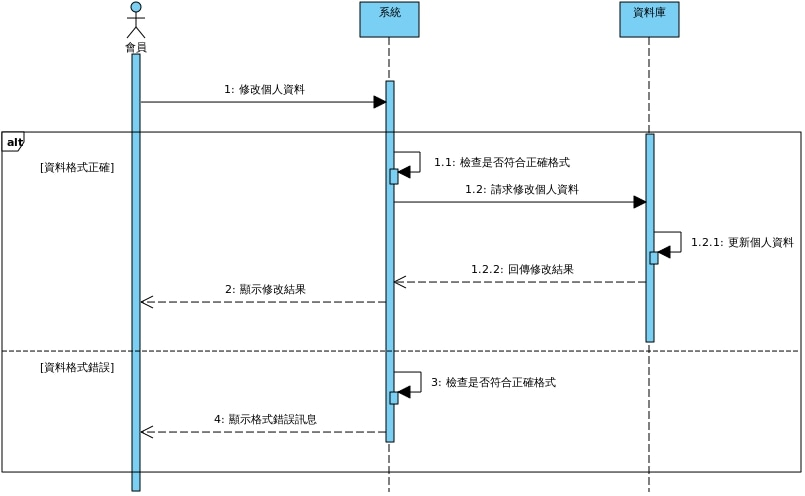 會員
系統
資料庫
1: 修改個人資料
alt
[資料格式正確]
1.1: 檢查是否符合正確格式
1.2: 請求修改個人資料
1.2.1: 更新個人資料
1.2.2: 回傳修改結果
2: 顯示修改結果
[資料格式錯誤]
3: 檢查是否符合正確格式
4: 顯示格式錯誤訊息